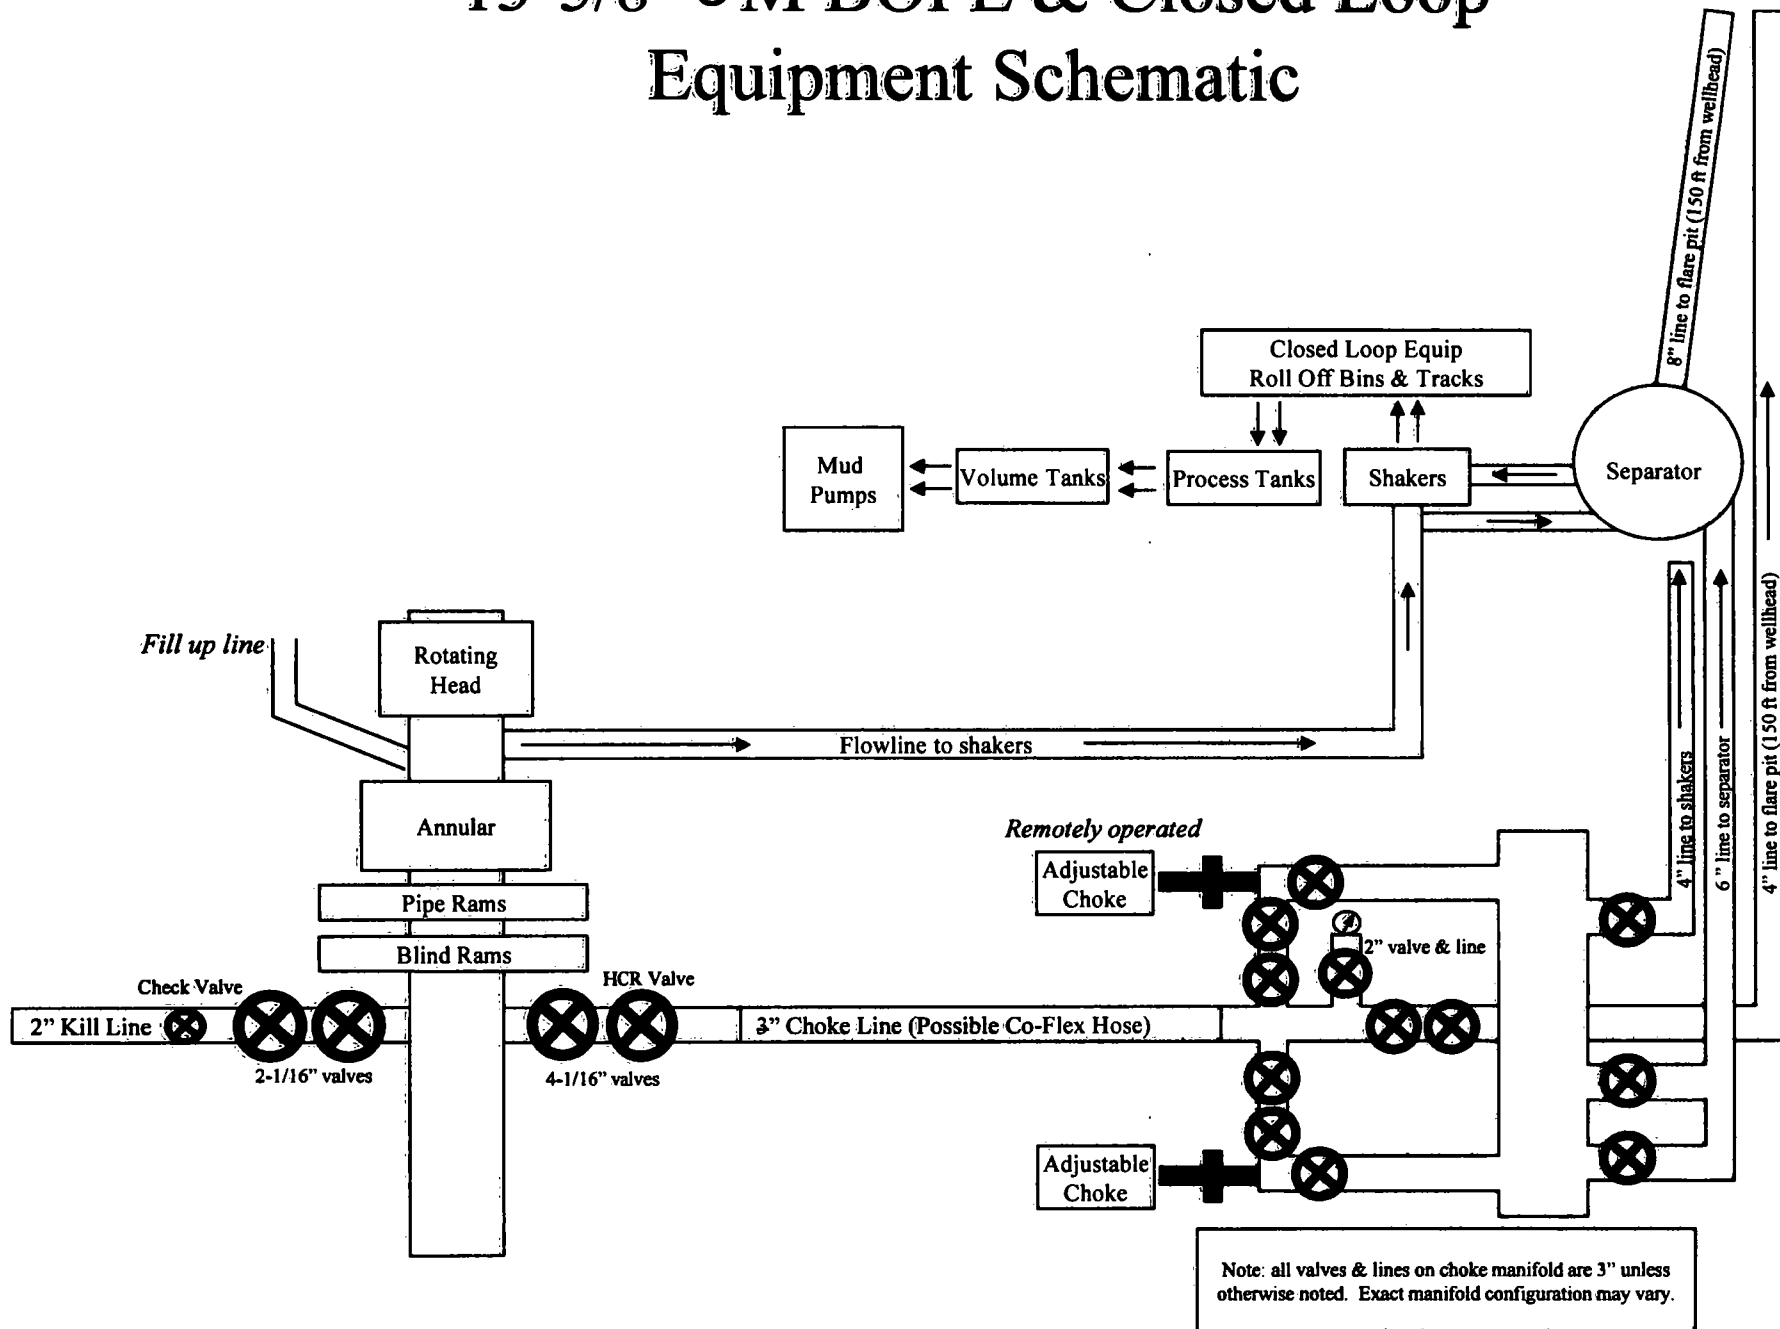 & Closed Loop
Equipment Schematic
8" line to flare pit (150 ft from wellhead)
Closed Loop Equip
Roll Off Bins & Tracks
Mud
Pumps
Volume Tanks
Process Tanks
Shakers
Separator
Fill up line
Rotating
Head
Flowline to shakers
Annular
Pipe Rams
Blind Rams
Remotely operated
Adjustable
Choke
2" valve & line
4" line to shakers
6 " line to separator
4" line to flare pit (150 ft from wellhead)
Check Valve
HCR Valve
2" Kill Line
3" Choke Line (Possible Co-Flex Hose)
2-1/16" valves
4-1/16" valves
Adjustable
Choke
Note: all valves & lines on choke manifold are 3" unless
otherwise noted. Exact manifold configuration may vary.